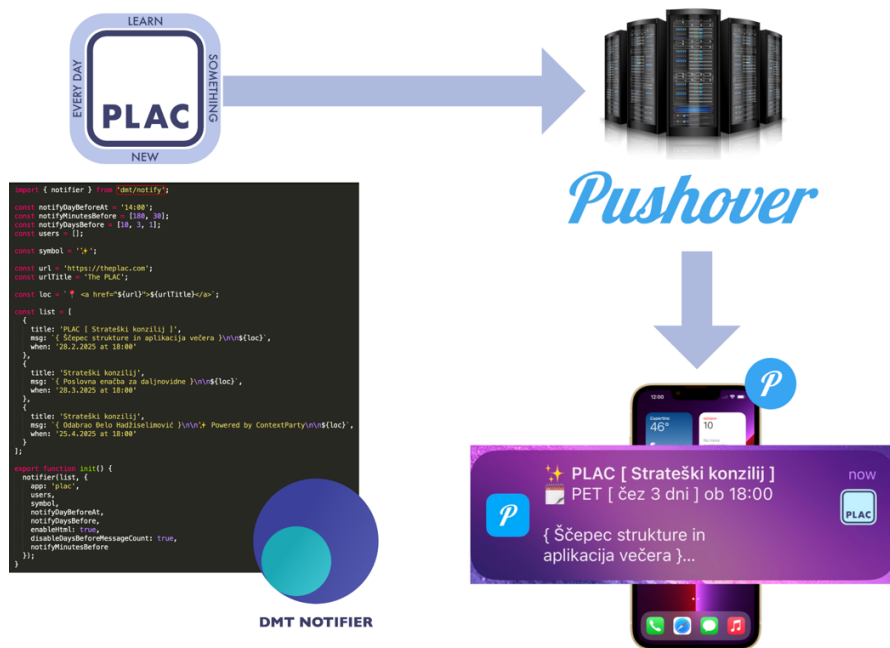 LEARN
EVERY DAY
SOMETHING
PLAC
NEW
Pushover
import { notifier } from 'dmt/notify';
const notifyDayBeforeAt = '14:00';
const notifyMinutesBefore = [180, 30];
const notifyDaysBefore = [10, 3, 1];
const users = [];
const symbol = '✨';
const url = 'https://theplac.com';
const urlTitle = 'The PLAC';
const loc = `📍 <a href="${url}">${urlTitle}</a>`;
const list = [
{
title: 'PLAC [ Strateški konzilij ]',
msg: `{ Ščepec strukture in aplikacija večera }\n\n${loc}`,
when: '28.2.2025 at 18:00'
},
{
title: 'Strateški konzilij',
msg: `{ Poslovna enačba za daljnovidne }\n\n${loc}`,
when: '28.3.2025 at 18:00'
},
{
title: 'Strateški konzilij',
msg: `{ Odabrao Đelo Hadžiselimović }\n\n✨ Powered by ContextParty\n\n${loc}`,
when: '25.4.2025 at 18:00'
}
];
export function init() {
notifier(list, {
app: 'plac',
users,
symbol,
notifyDayBeforeAt,
notifyDaysBefore,
enableHtml: true,
disableDaysBeforeMessageCount: true,
notifyMinutesBefore
});
}
DMT NOTIFIER
P
12:00
Cupertino
46°
10
✨ PLAC [ Strateški konzilij ]
now
🗓 PET [ čez 3 dni ] ob 18:00
P
PLAC
{ Ščepec strukture in
aplikacija večera }...